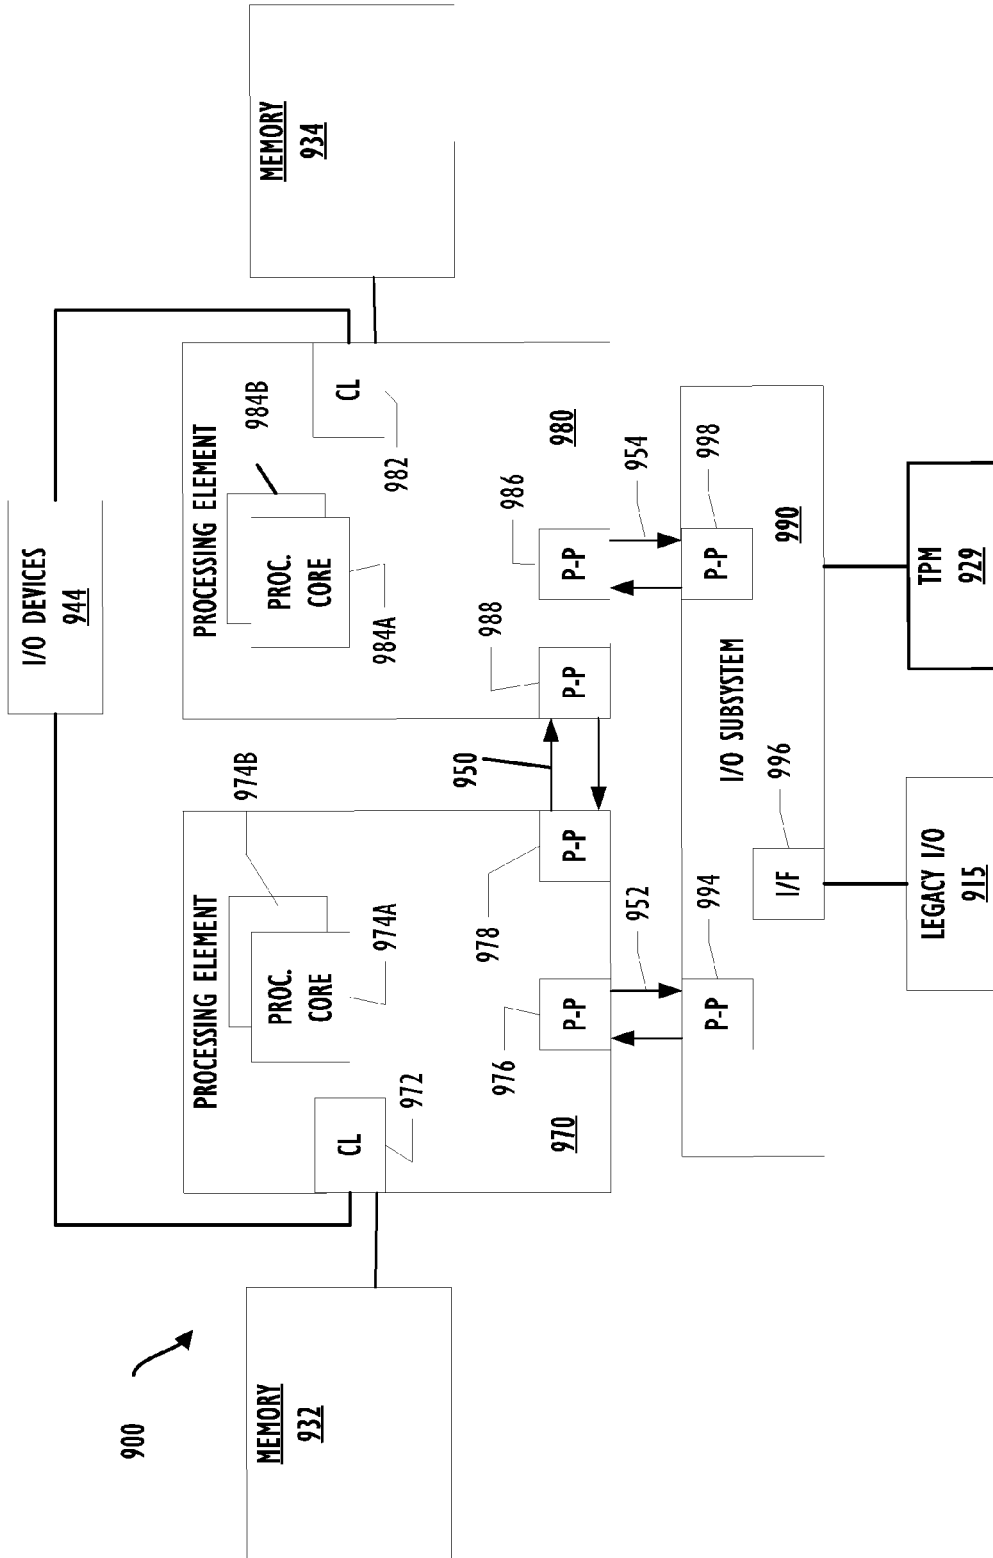 900
I/O DEVICES
944
MEMORY
932
MEMORY
934
PROCESSING ELEMENT
974B
PROC.
CORE
974A
CL
972
P-P
976
P-P
978
970
950
PROCESSING ELEMENT
984B
PROC.
CORE
984A
CL
982
P-P
988
P-P
986
980
952
954
P-P
994
P-P
998
I/O SUBSYSTEM
990
I/F
996
LEGACY I/O
915
TPM
929